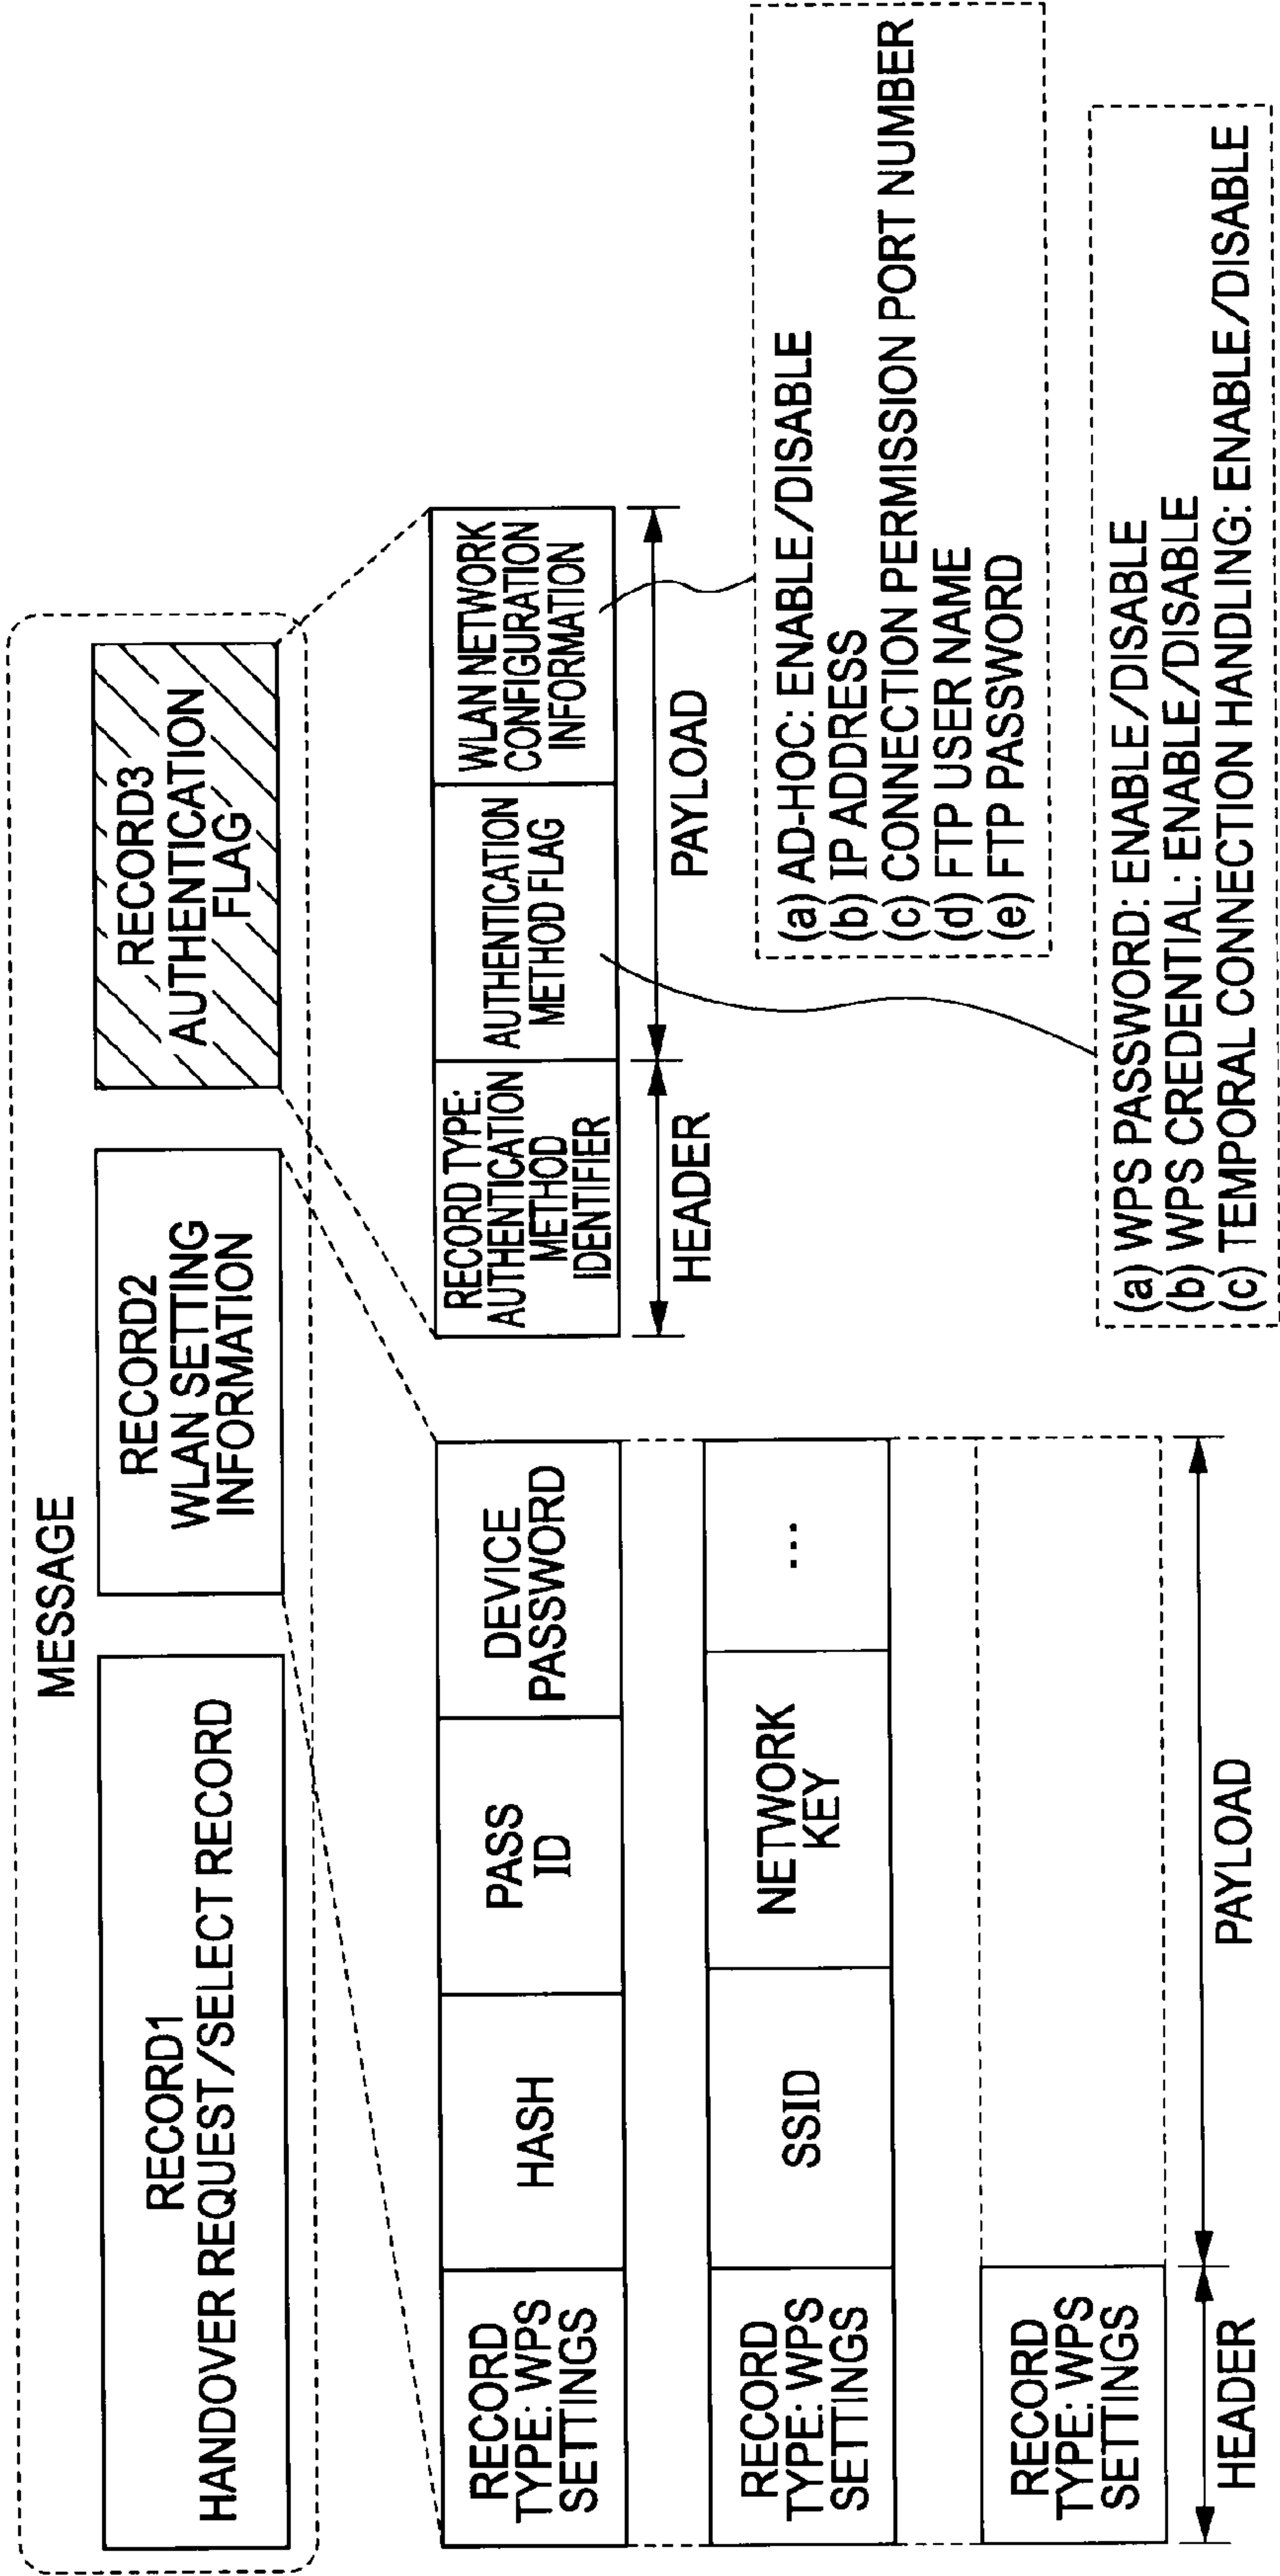 MESSAGE
RECORD1
HANDOVER REQUEST/SELECT RECORD
RECORD2
WLAN SETTING
INFORMATION
RECORD3
AUTHENTICATION
FLAG
RECORD
TYPE: WPS
SETTINGS
HASH
PASS
ID
DEVICE
PASSWORD
RECORD
TYPE: WPS
SETTINGS
SSID
NETWORK
KEY
...
RECORD
TYPE: WPS
SETTINGS
HEADER
PAYLOAD
RECORD TYPE:
AUTHENTICATION
METHOD
IDENTIFIER
AUTHENTICATION
METHOD FLAG
WLAN NETWORK
CONFIGURATION
INFORMATION
HEADER
PAYLOAD
(a) AD-HOC: ENABLE/DISABLE
(b) IP ADDRESS
(c) CONNECTION PERMISSION PORT NUMBER
(d) FTP USER NAME
(e) FTP PASSWORD
(a) WPS PASSWORD: ENABLE/DISABLE
(b) WPS CREDENTIAL: ENABLE/DISABLE
(c) TEMPORAL CONNECTION HANDLING: ENABLE/DISABLE